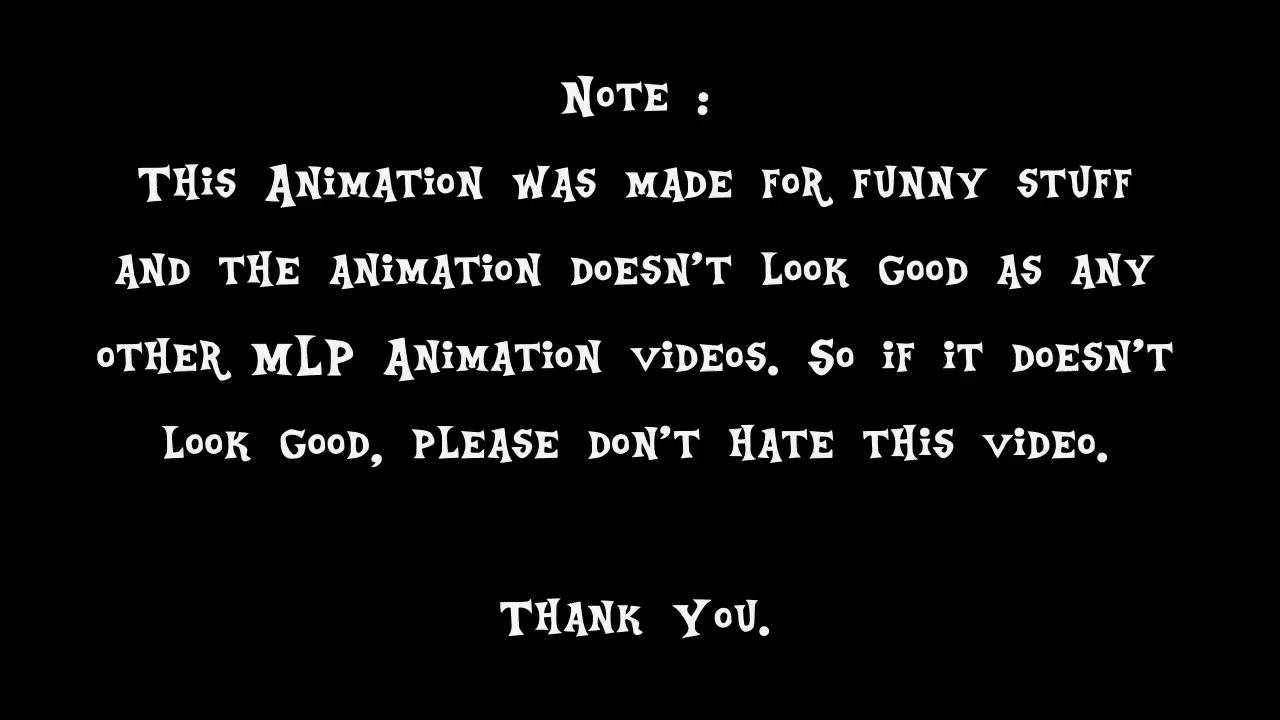 Note :
This Animation was made for funny stuff
and the animation doesn't look good as any
other MLP Animation videos. So if it doesn't
look good, please don't hate this video.
Thank You.